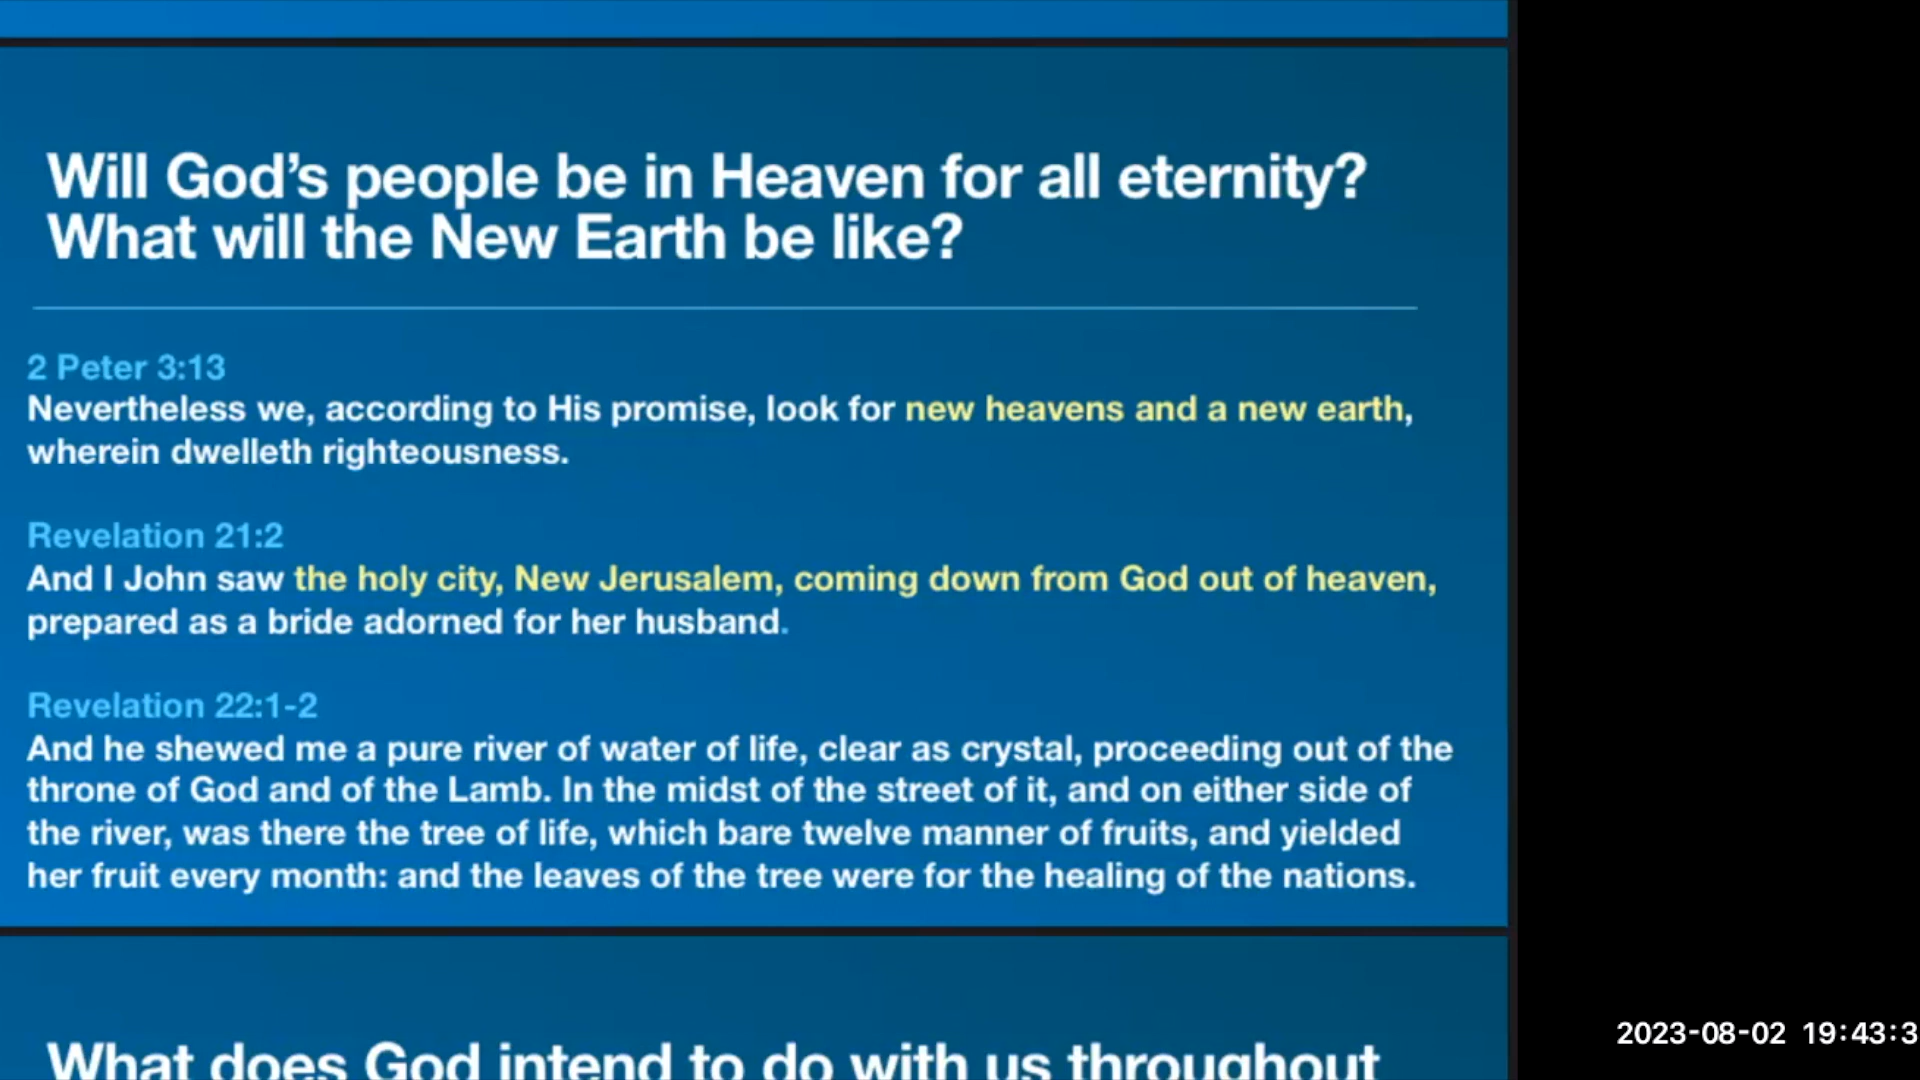 Will God’s people be in Heaven for all eternity?
What will the New Earth be like?
2 Peter 3:13
Nevertheless we, according to His promise, look for new heavens and a new earth,
wherein dwelleth righteousness.
Revelation 21:2
And I John saw the holy city, New Jerusalem, coming down from God out of heaven,
prepared as a bride adorned for her husband.
Revelation 22:1-2
And he shewed me a pure river of water of life, clear as crystal, proceeding out of the
throne of God and of the Lamb. In the midst of the street of it, and on either side of
the river, was there the tree of life, which bare twelve manner of fruits, and yielded
her fruit every month: and the leaves of the tree were for the healing of the nations.
What does God intend to do with us throughout
2023-08-02 19:43:3